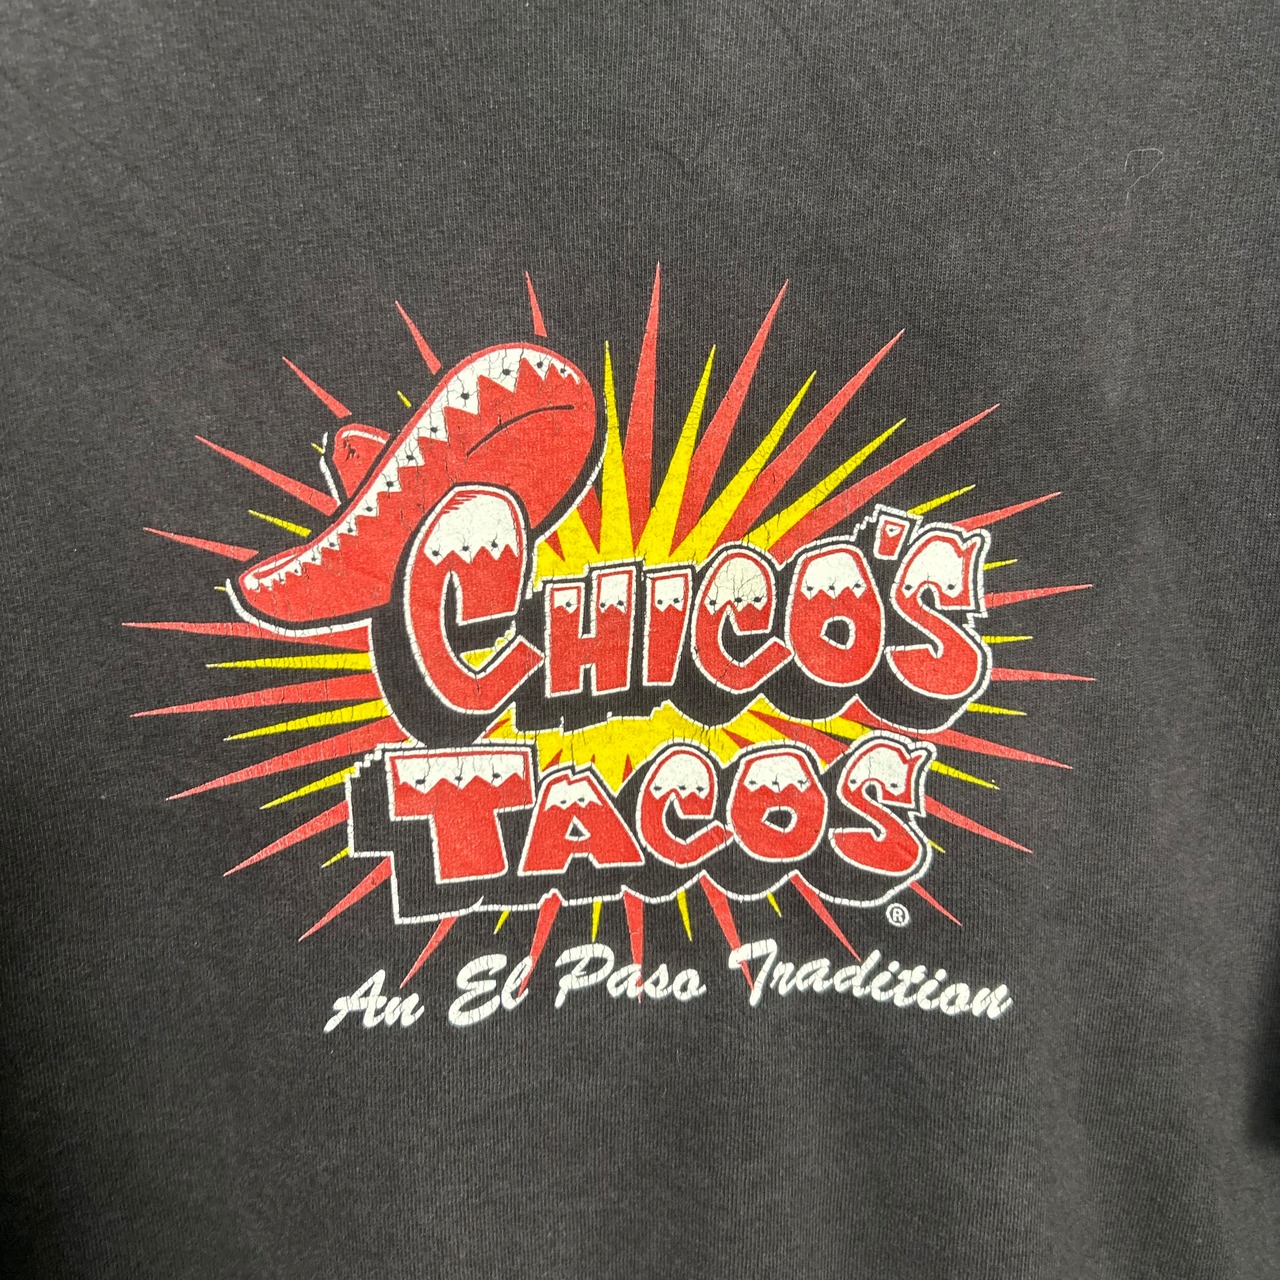 CHICO'S
TACOS ®
An El Paso Tradition